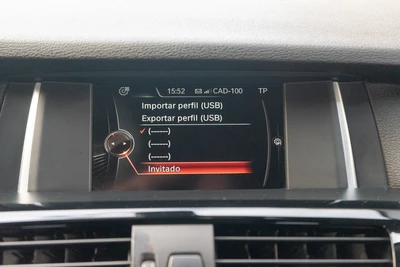 15:52 CAD-100 TP
Importar perfil (USB)
Exportar perfil (USB)
(------)
(------)
(------)
Invitado